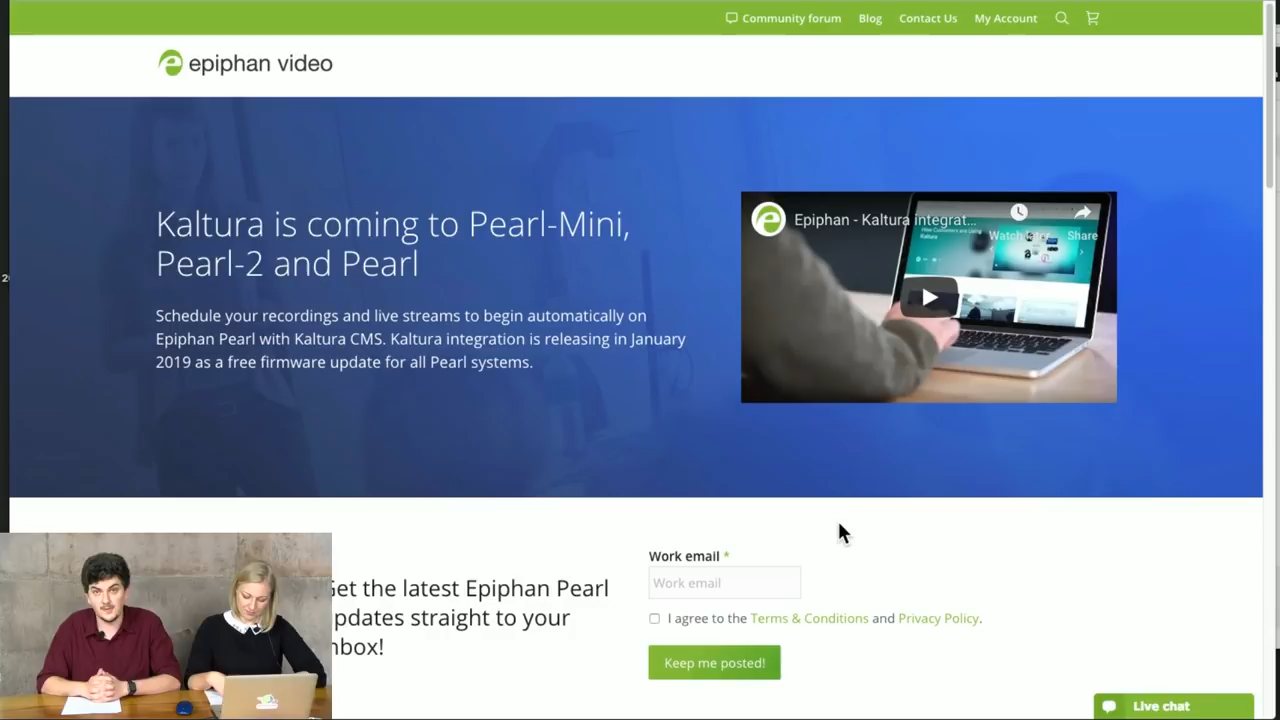 Community forum Blog Contact Us My Account
epiphan video
Kaltura is coming to Pearl-Mini,
Pearl-2 and Pearl
Schedule your recordings and live streams to begin automatically on
Epiphan Pearl with Kaltura CMS. Kaltura integration is releasing in January
2019 as a free firmware update for all Pearl systems.
Epiphan - Kaltura integrat...
Watch later Share
Work email *
Work email
et the latest Epiphan Pearl
pdates straight to your
nbox!
I agree to the Terms & Conditions and Privacy Policy.
Keep me posted!
Live chat